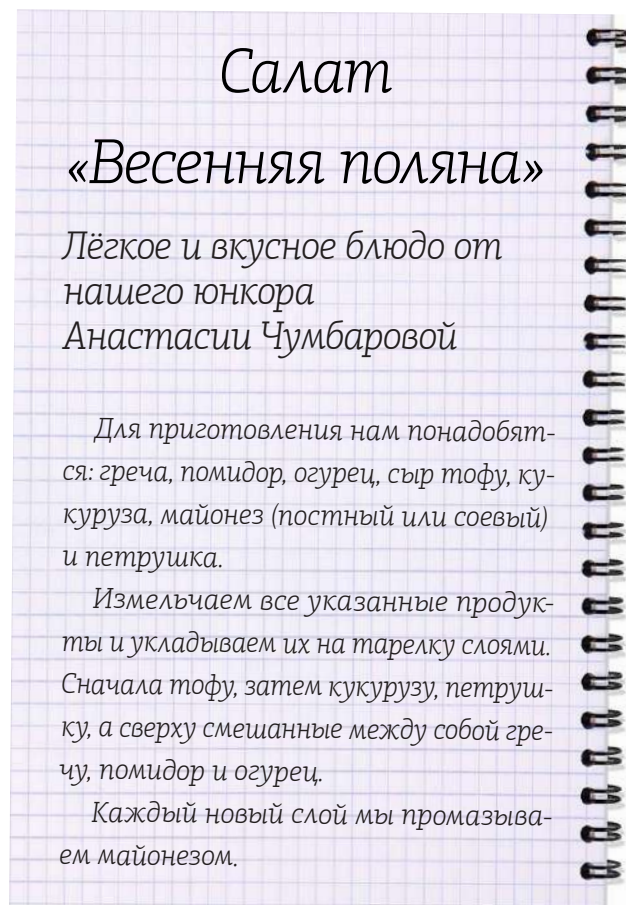 Салат
«Весенняя поляна»
Лёгкое и вкусное блюдо от
нашего юнкора
Анастасии Чумбаровой
Для приготовления нам понадобят-
ся: греча, помидор, огурец, сыр тофу, ку-
куруза, майонез (постный или соевый)
и петрушка.
Измельчаем все указанные продук-
ты и укладываем их на тарелку слоями.
Сначала тофу, затем кукурузу, петруш-
ку, а сверху смешанные между собой гре-
чу, помидор и огурец.
Каждый новый слой мы промазыва-
ем майонезом.